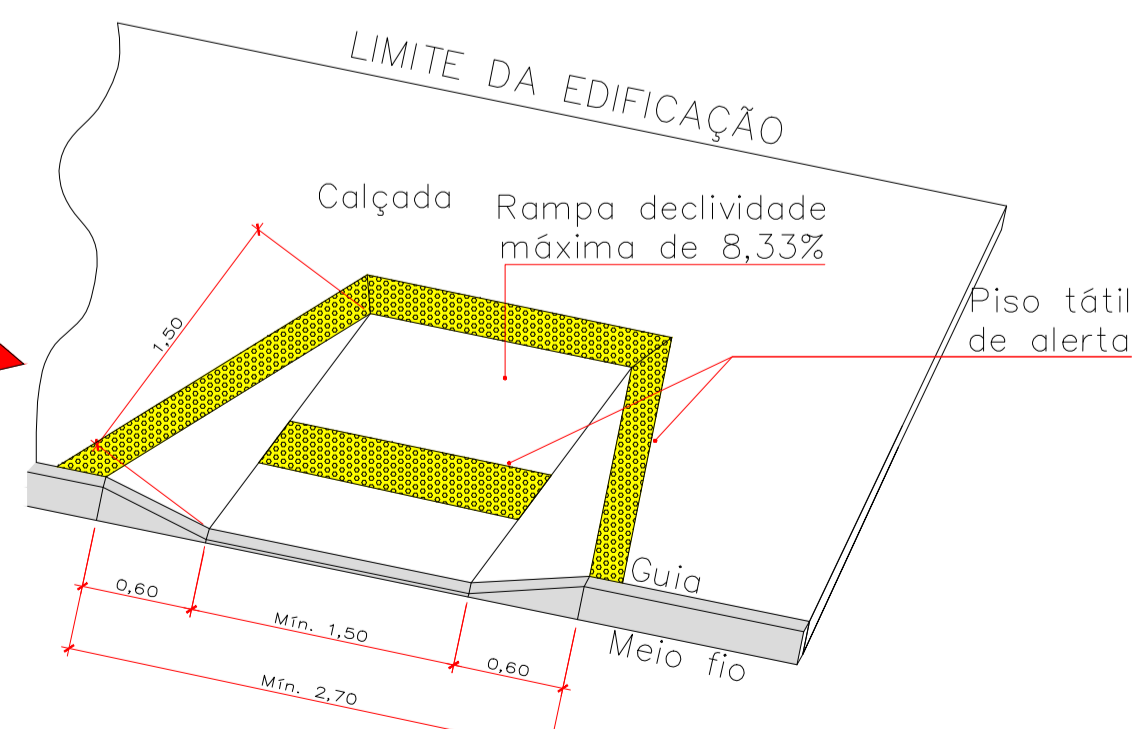 LIMITE DA EDIFICAÇÃO
Calçada
Rampa declividade
máxima de 8,33%
Piso tátil
de alerta
1,50
Guia
Meio fio
0,60
Mín. 1,50
0,60
Mín. 2,70